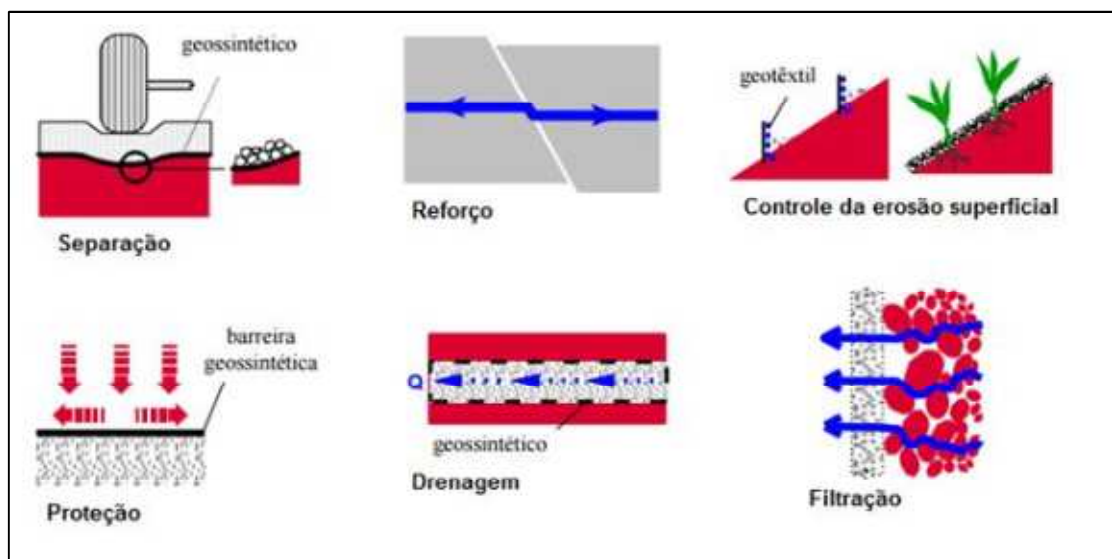 geossintético
Separação
Reforço
geotêxtil
Controle da erosão superficial
barreira
geossintética
Proteção
Q
geossintético
Drenagem
Filtração